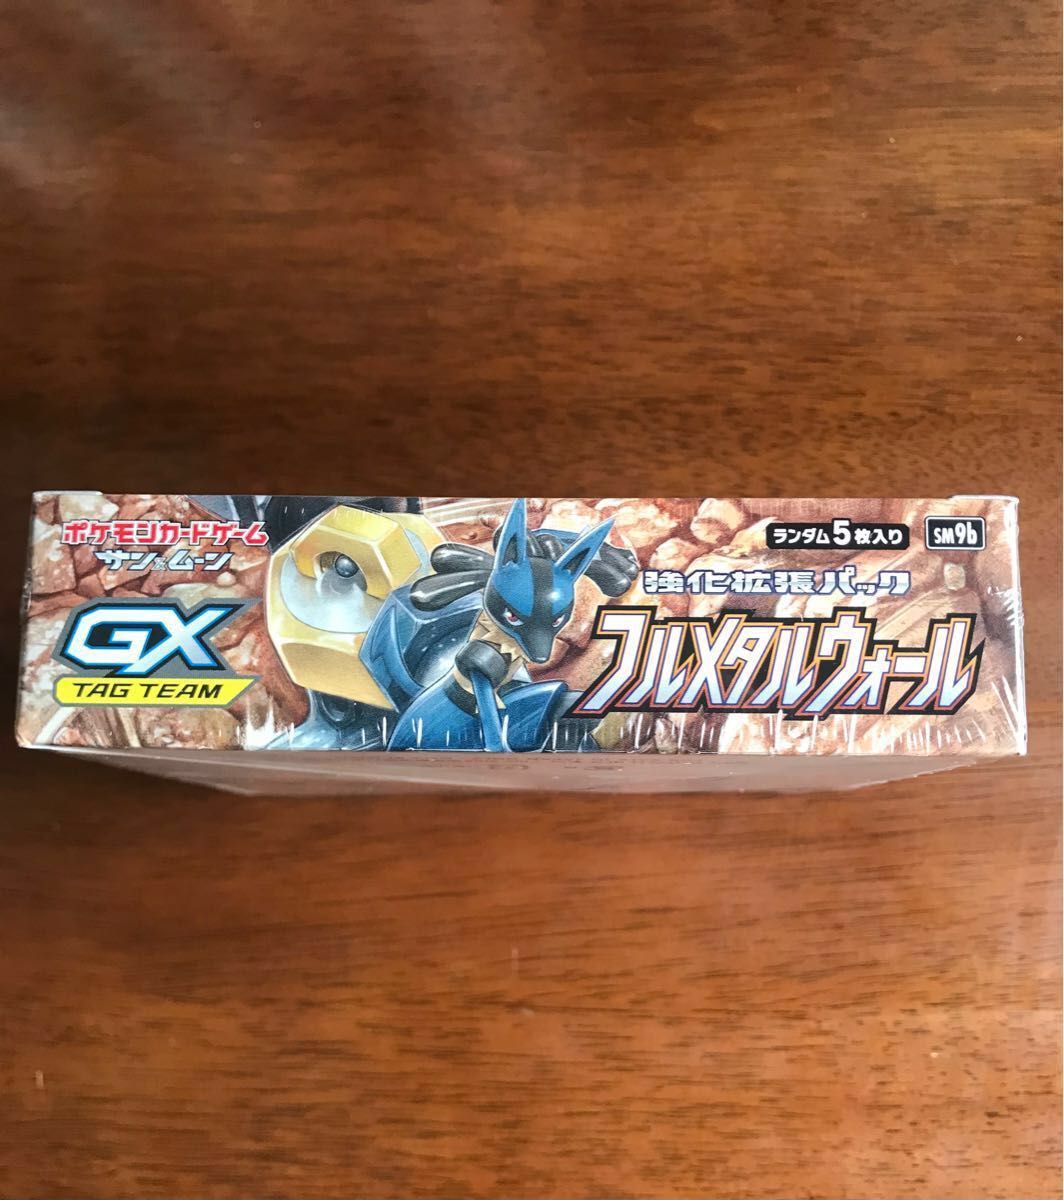 ポケモンカードゲーム
サン&ムーン
GX
TAG TEAM
ランダム5枚入り
SM9b
強化拡張パック
フルメタルウォール